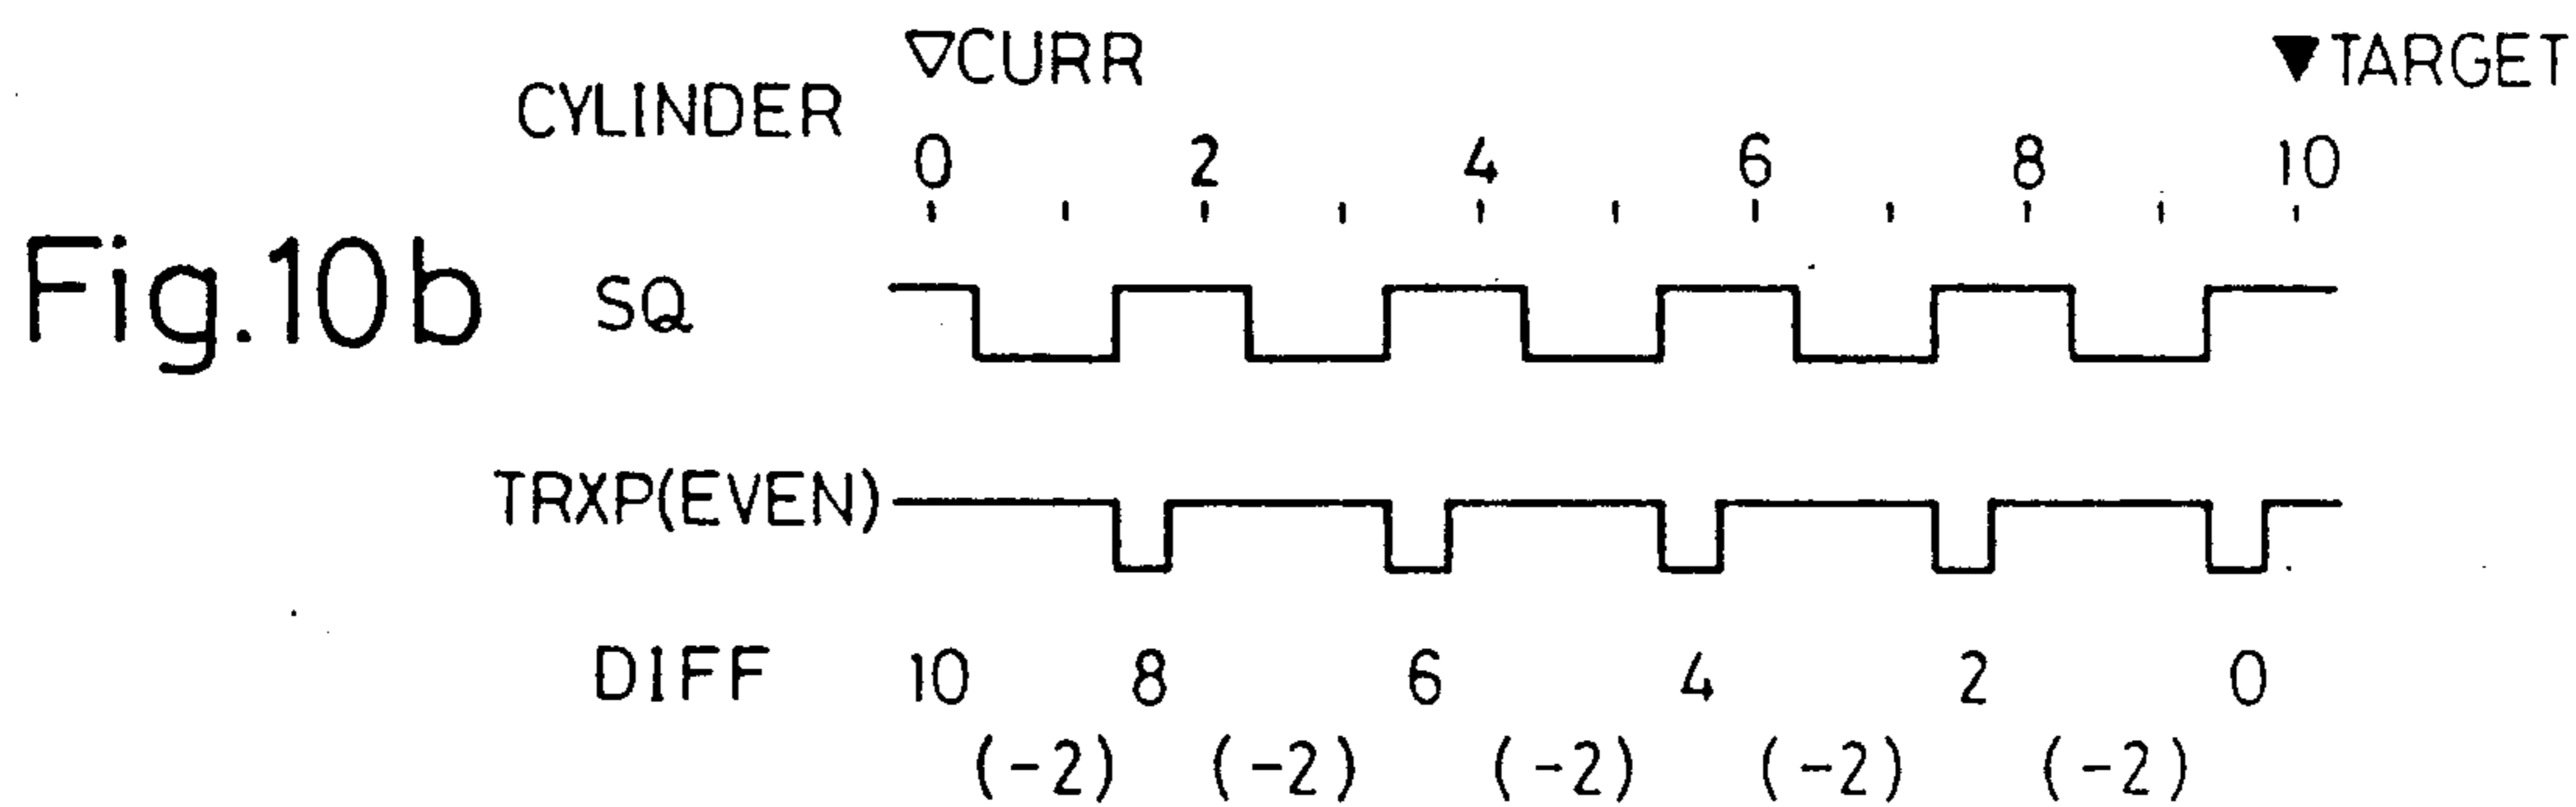 ▽CURR ▼TARGET
CYLINDER
0 2 4 6 8 10
Fig.10b
SQ
TRXP(EVEN)
DIFF 10 8 6 4 2 0
(-2) (-2) (-2) (-2) (-2)